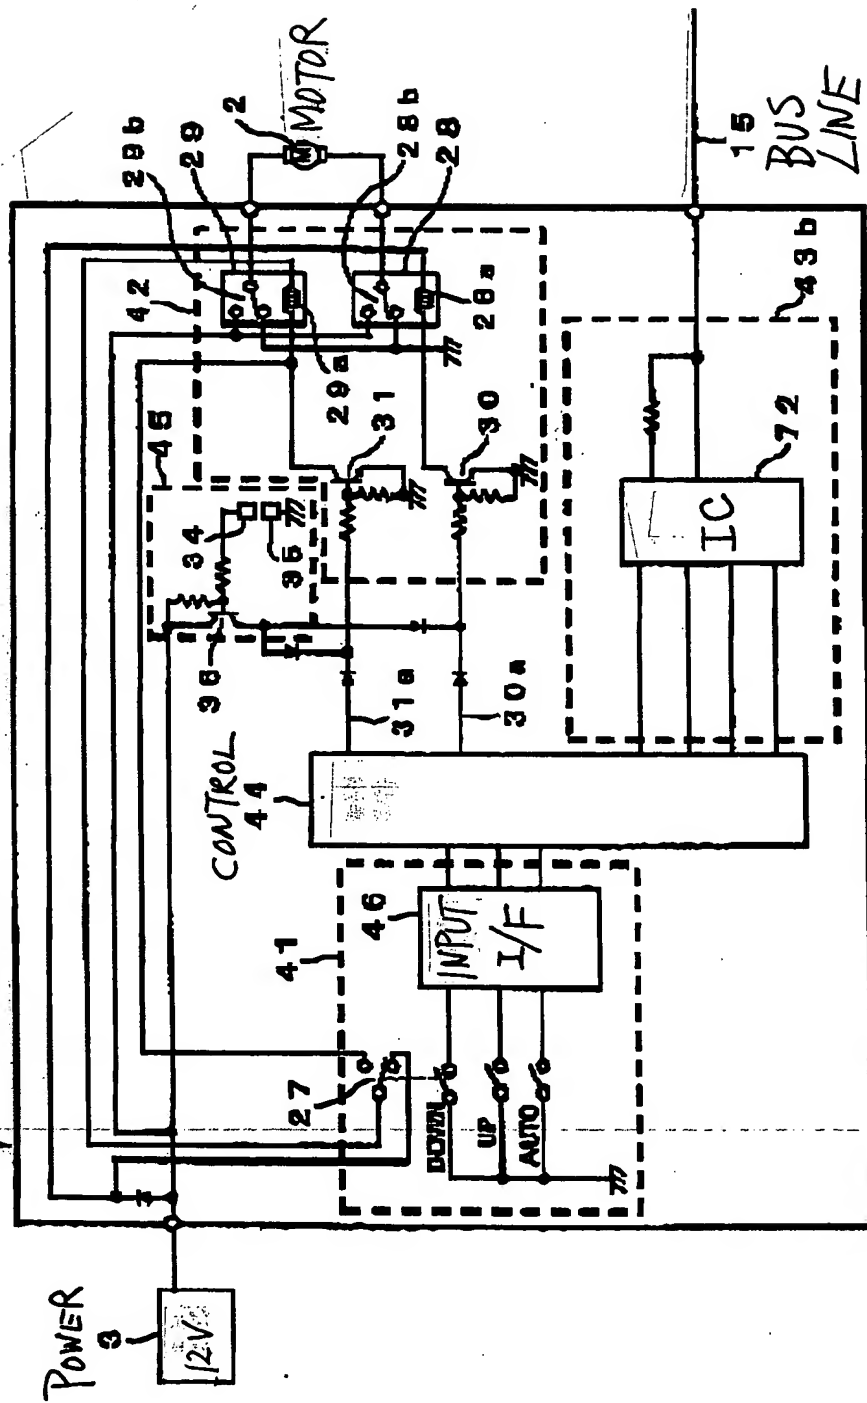 POWER
3
12V
CONTROL
44
41
46
INPUT
I/F
27
DOWN
UP
AUTO
45
36
34
35
42
29b
29
29a
31
30
31a
30a
2
M
MOTOR
28b
28
28a
15
BUS
LINE
43b
72
IC